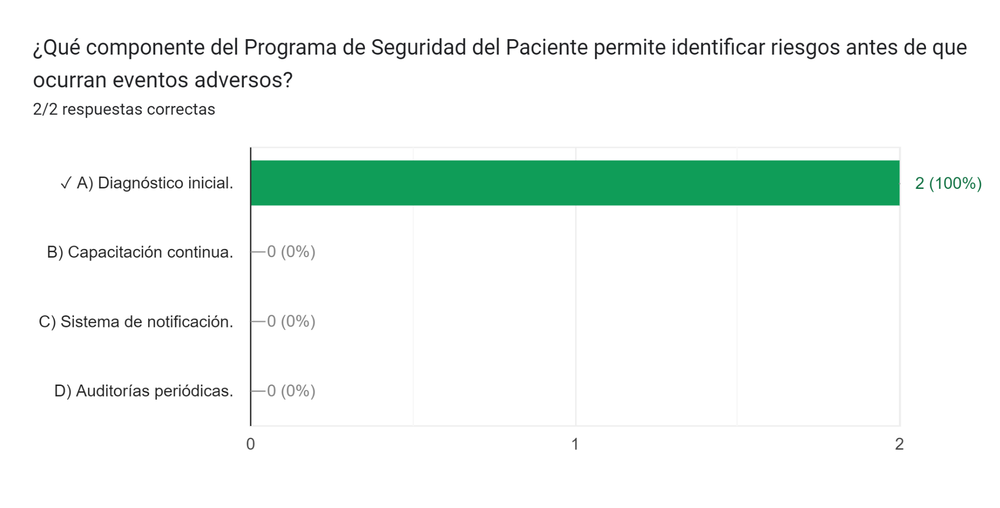 ¿Qué componente del Programa de Seguridad del Paciente permite identificar riesgos antes de que
ocurran eventos adversos?
2/2 respuestas correctas
✓ A) Diagnóstico inicial.
2 (100%)
B) Capacitación continua.
0 (0%)
C) Sistema de notificación.
0 (0%)
D) Auditorías periódicas.
0 (0%)
0
1
2